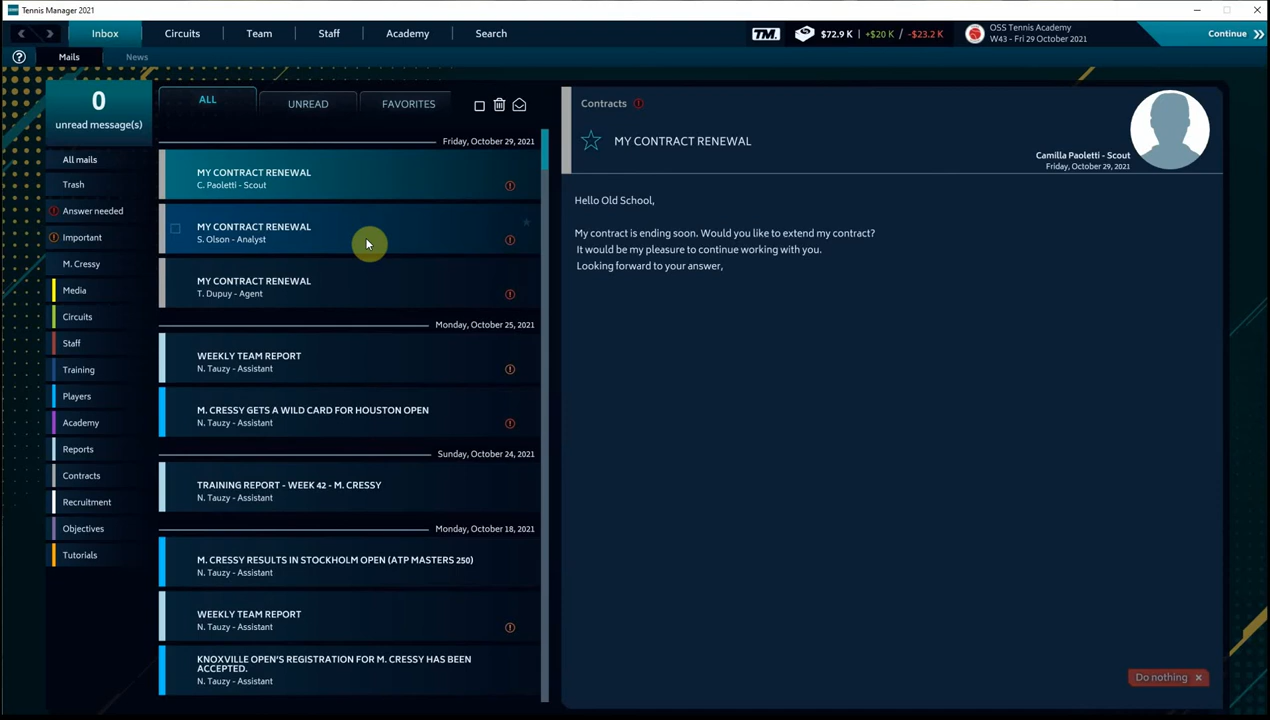 Tennis Manager 2021
Inbox
Circuits
Team
Staff
Academy
Search
TM.
$72.9 K / +$20 K / -$23.2 K
OSS Tennis Academy
W43 - Fri 29 October 2021
Continue
Mails
News
0
unread message(s)
All mails
Trash
Answer needed
Important
M. Cressy
Media
Circuits
Staff
Training
Players
Academy
Reports
Contracts
Recruitment
Objectives
Tutorials
ALL
UNREAD
FAVORITES
Friday, October 29, 2021
MY CONTRACT RENEWAL
C. Paoletti - Scout
MY CONTRACT RENEWAL
S. Olson - Analyst
MY CONTRACT RENEWAL
T. Dupuy - Agent
Monday, October 25, 2021
WEEKLY TEAM REPORT
N. Tauzy - Assistant
M. CRESSY GETS A WILD CARD FOR HOUSTON OPEN
N. Tauzy - Assistant
Sunday, October 24, 2021
TRAINING REPORT - WEEK 42 - M. CRESSY
N. Tauzy - Assistant
Monday, October 18, 2021
M. CRESSY RESULTS IN STOCKHOLM OPEN (ATP MASTERS 250)
N. Tauzy - Assistant
WEEKLY TEAM REPORT
N. Tauzy - Assistant
KNOXVILLE OPEN'S REGISTRATION FOR M. CRESSY HAS BEEN
ACCEPTED.
N. Tauzy - Assistant
Contracts
MY CONTRACT RENEWAL
Camilla Paoletti - Scout
Friday, October 29, 2021
Hello Old School,
My contract is ending soon. Would you like to extend my contract?
It would be my pleasure to continue working with you.
Looking forward to your answer,
Do nothing